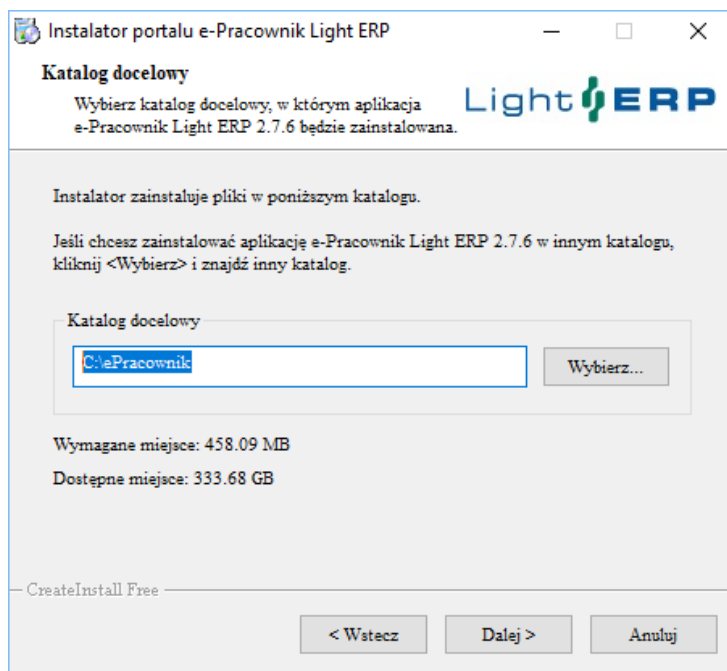 Instalator portalu e-Pracownik Light ERP
Katalog docelowy
Wybierz katalog docelowy, w którym aplikacja
e-Pracownik Light ERP 2.7.6 będzie zainstalowana.
Light ERP
Instalator zainstaluje pliki w poniższym katalogu.
Jeśli chcesz zainstalować aplikację e-Pracownik Light ERP 2.7.6 w innym katalogu,
kliknij <Wybierz> i znajdź inny katalog.
Katalog docelowy
C:\ePracownik
Wybierz...
Wymagane miejsce: 458.09 MB
Dostępne miejsce: 333.68 GB
CreateInstall Free
< Wstecz
Dalej >
Anuluj